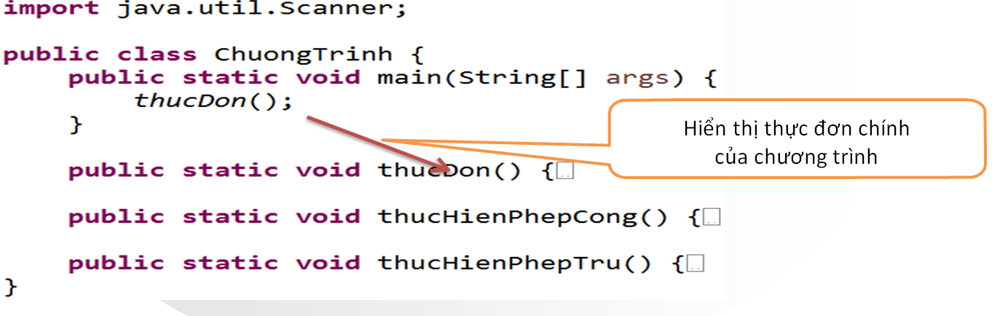 import java.util.Scanner;
public class ChuongTrinh {
public static void main(String[] args) {
thucDon();
}
Hiển thị thực đơn chính
của chương trình
public static void thucDon() {..
public static void thucHienPhepCong() {..
public static void thucHienPhepTru() {..
}